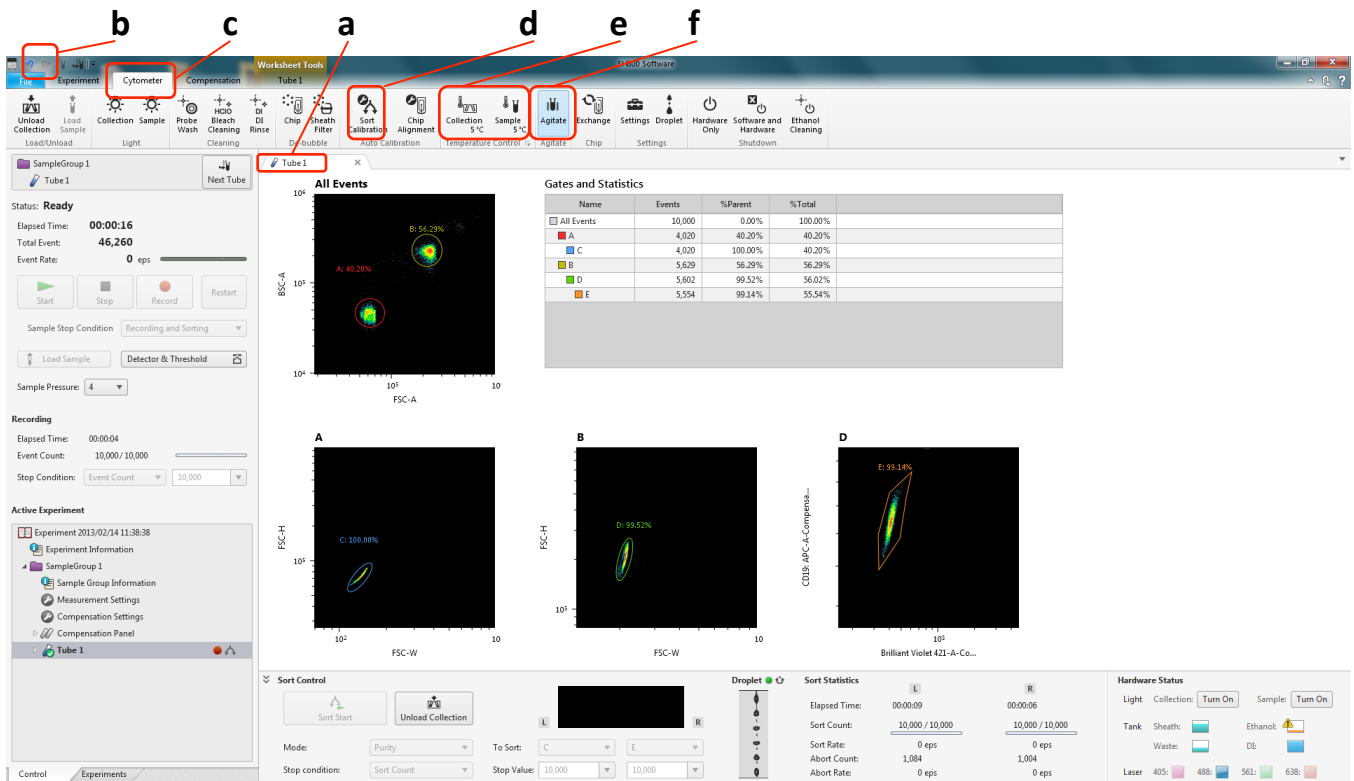 b c a d e f
Worksheet Tools
SH800 Software
File Experiment Cytometer Compensation Tube 1
Unload Collection
Load Sample
Collection
Sample
Probe Wash
HClO
Bleach Cleaning
DI
DI Rinse
Chip
Sheath Filter
Sort Calibration
Chip Alignment
Collection 5 °C
Sample 5 °C
Agitate
Exchange
Settings
Droplet
Hardware Only
Software and Hardware
Ethanol Cleaning
Load/Unload Light Cleaning De-bubble Auto Calibration Temperature Control Agitate Chip Settings Shutdown
SampleGroup 1
Tube 1
Next Tube
Status: Ready
Elapsed Time: 00:00:16
Total Event: 46,260
Event Rate: 0 eps
Start Stop Record Restart
Sample Stop Condition Recording and Sorting
Load Sample Detector & Threshold
Sample Pressure: 4
Recording
Elapsed Time: 00:00:04
Event Count: 10,000/ 10,000
Stop Condition: Event Count 10,000
Active Experiment
Experiment 2013/02/14 11:38:38
Experiment Information
SampleGroup 1
Sample Group Information
Measurement Settings
Compensation Settings
Compensation Panel
Tube 1
Control Experiments
Tube 1
All Events
10⁶
10⁵
10⁴
BSC-A
B: 56.29%
A: 40.20%
10⁵ 10
FSC-A
Gates and Statistics
Name Events %Parent %Total
All Events 10,000 0.00% 100.00%
A 4,020 40.20% 40.20%
C 4,020 100.00% 40.20%
B 5,629 56.29% 56.29%
D 5,602 99.52% 56.02%
E 5,554 99.14% 55.54%
A
FSC-H
C: 100.00%
10⁵
10² 10
FSC-W
B
FSC-H
D: 99.52%
10⁵
10
FSC-W
D
CD19: APC-A-Compensa...
E: 99.14%
10⁵
Brilliant Violet 421-A-Co...
Sort Control
Sort Start
Unload Collection
L R
Mode: Purity To Sort: C E
Stop condition: Sort Count Stop Value: 10,000 10,000
Droplet
Sort Statistics
L R
Elapsed Time: 00:00:09 00:00:06
Sort Count: 10,000 / 10,000 10,000 / 10,000
Sort Rate: 0 eps 0 eps
Abort Count: 1,084 1,004
Abort Rate: 0 eps 0 eps
Hardware Status
Light Collection: Turn On Sample: Turn On
Tank Sheath: Ethanol:
Waste: DI:
Laser 405: 488: 561: 638: